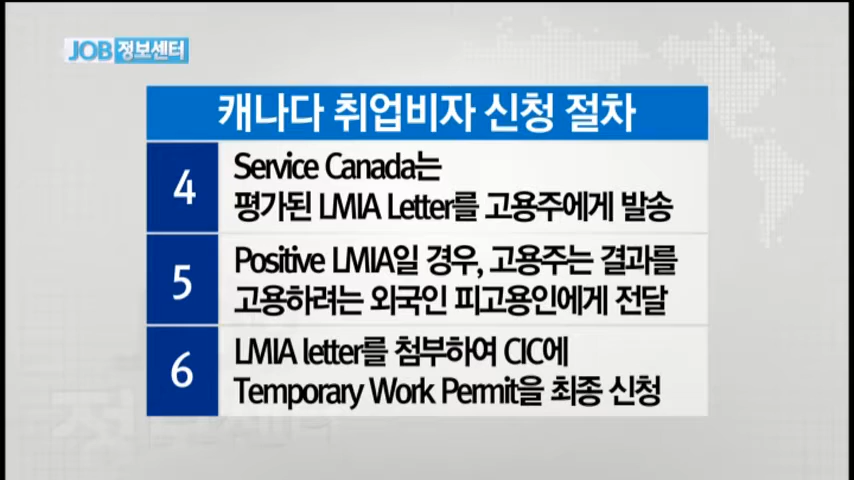 JOB 정보센터
캐나다 취업비자 신청 절차
4
Service Canada는
평가된 LMIA Letter를 고용주에게 발송
5
Positive LMIA일 경우, 고용주는 결과를
고용하려는 외국인 피고용인에게 전달
6
LMIA letter를 첨부하여 CIC에
Temporary Work Permit을 최종 신청
정보센터